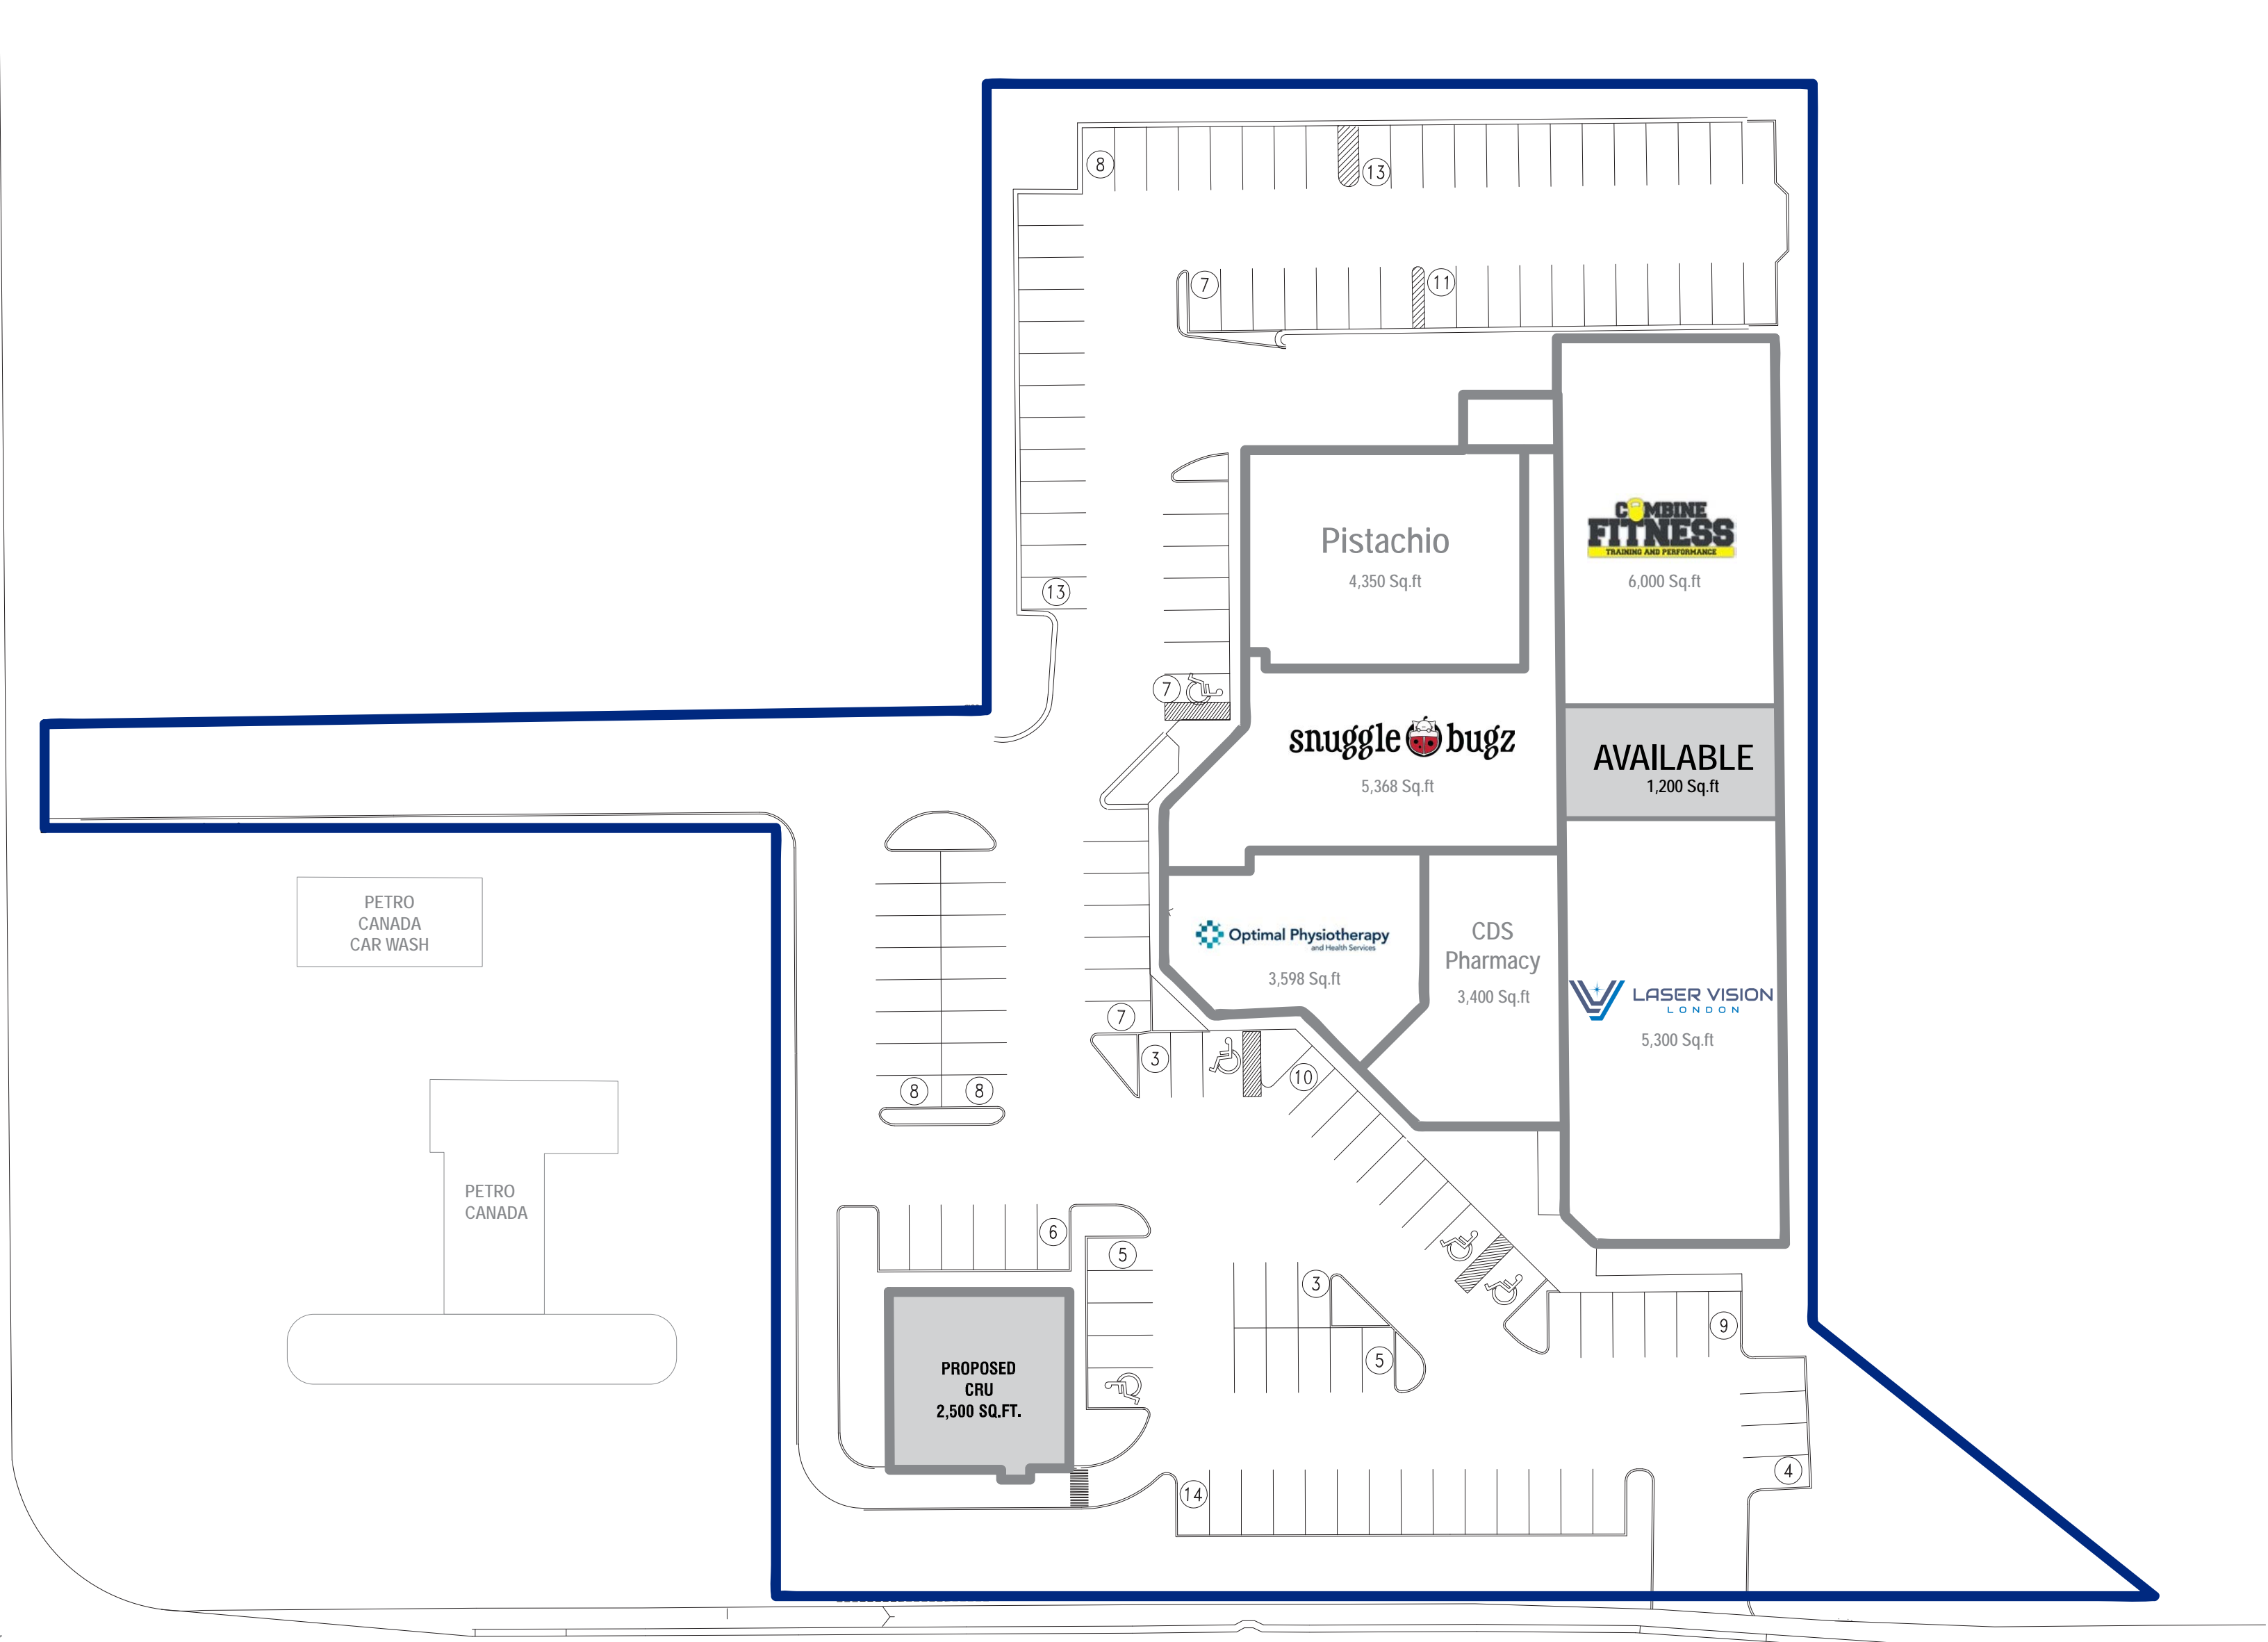 8
13
7
11
COMBINE
FITNESS
TRAINING AND PERFORMANCE
6,000 Sq.ft
Pistachio
4,350 Sq.ft
13
7
snuggle bugz
5,368 Sq.ft
AVAILABLE
1,200 Sq.ft
PETRO
CANADA
CAR WASH
Optimal Physiotherapy
and Health Services
3,598 Sq.ft
CDS
Pharmacy
3,400 Sq.ft
LASER VISION
LONDON
5,300 Sq.ft
7
3
10
8
8
PETRO
CANADA
6
5
3
9
5
PROPOSED
CRU
2,500 SQ.FT.
14
4